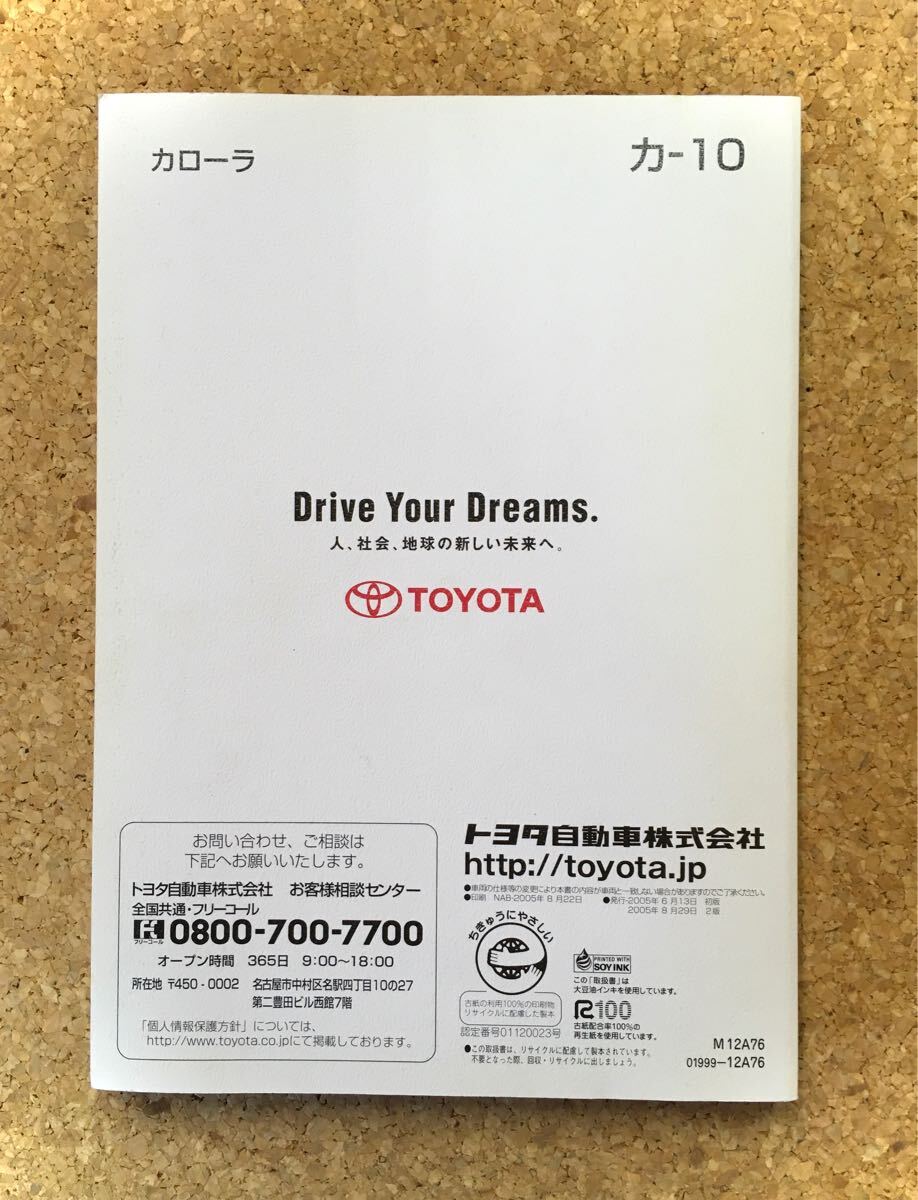 カローラ
カ-10
Drive Your Dreams.
人、社会、地球の新しい未来へ。
TOYOTA
お問い合わせ、ご相談は
下記へお願いいたします。
トヨタ自動車株式会社　お客様相談センター
全国共通・フリーコール
フリーコール 0800-700-7700
オープン時間　365日　9:00～18:00
所在地　〒450-0002　名古屋市中村区名駅四丁目10の27
第二豊田ビル西館7階
「個人情報保護方針」については、
http://www.toyota.co.jpにて掲載しております。
トヨタ自動車株式会社
http://toyota.jp
●車両の仕様等の変更により本書の内容が車両と一致しない場合がありますのでご了承ください。
●印刷　NAB-2005年8月22日　●発行-2005年6月13日　初版
2005年8月29日　2版
ちきゅうにやさしい
古紙の利用100%の印刷物
リサイクルに配慮した製本
認定番号01120023号
PRINTED WITH
SOY INK
この「取扱書」は
大豆油インキを使用しています。
R100
古紙配合率100%の
再生紙を使用しています。
●この取扱書は、リサイクルに配慮して製本されています。
不要となった際、回収・リサイクルに出しましょう。
M 12A76
01999-12A76